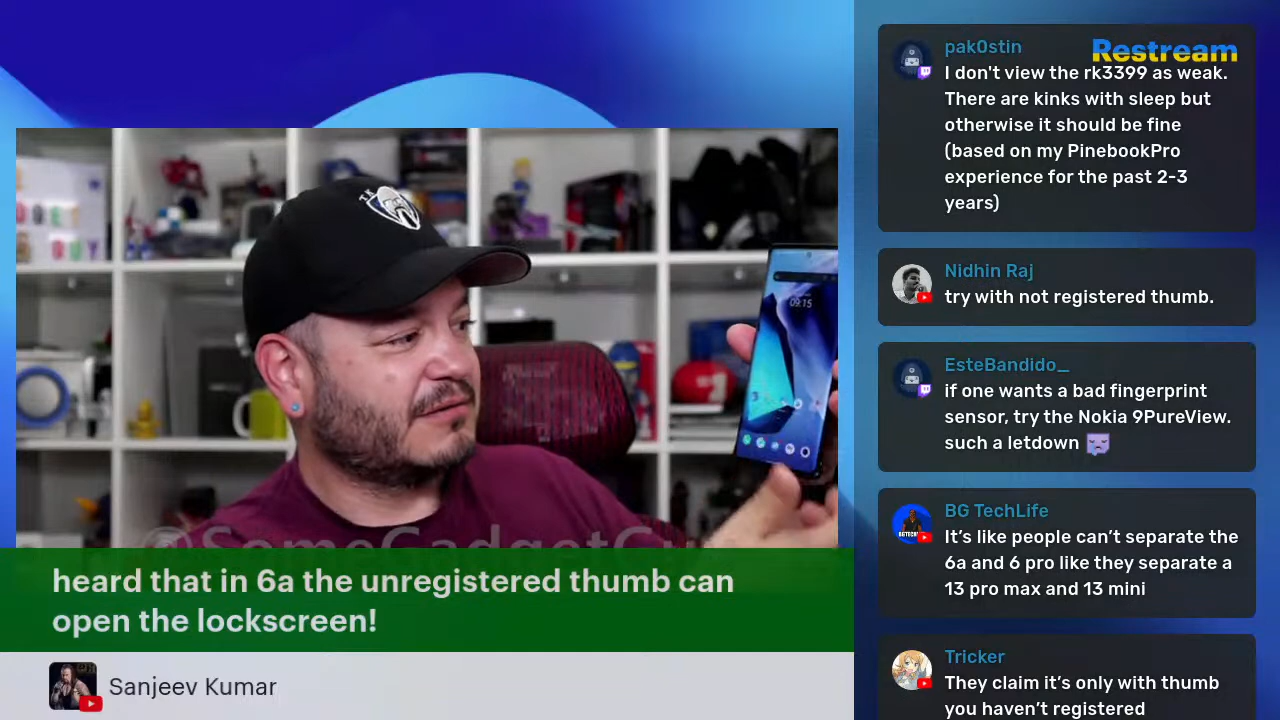 Restream
pak0stin
I don't view the rk3399 as weak.
There are kinks with sleep but
otherwise it should be fine
(based on my PinebookPro
experience for the past 2-3
years)
Nidhin Raj
try with not registered thumb.
EsteBandido_
if one wants a bad fingerprint
sensor, try the Nokia 9PureView.
such a letdown
BG TechLife
It's like people can't separate the
6a and 6 pro like they separate a
13 pro max and 13 mini
Tricker
They claim it's only with thumb
you haven't registered
09:15
@SomeGadgetGuy
heard that in 6a the unregistered thumb can
open the lockscreen!
Sanjeev Kumar